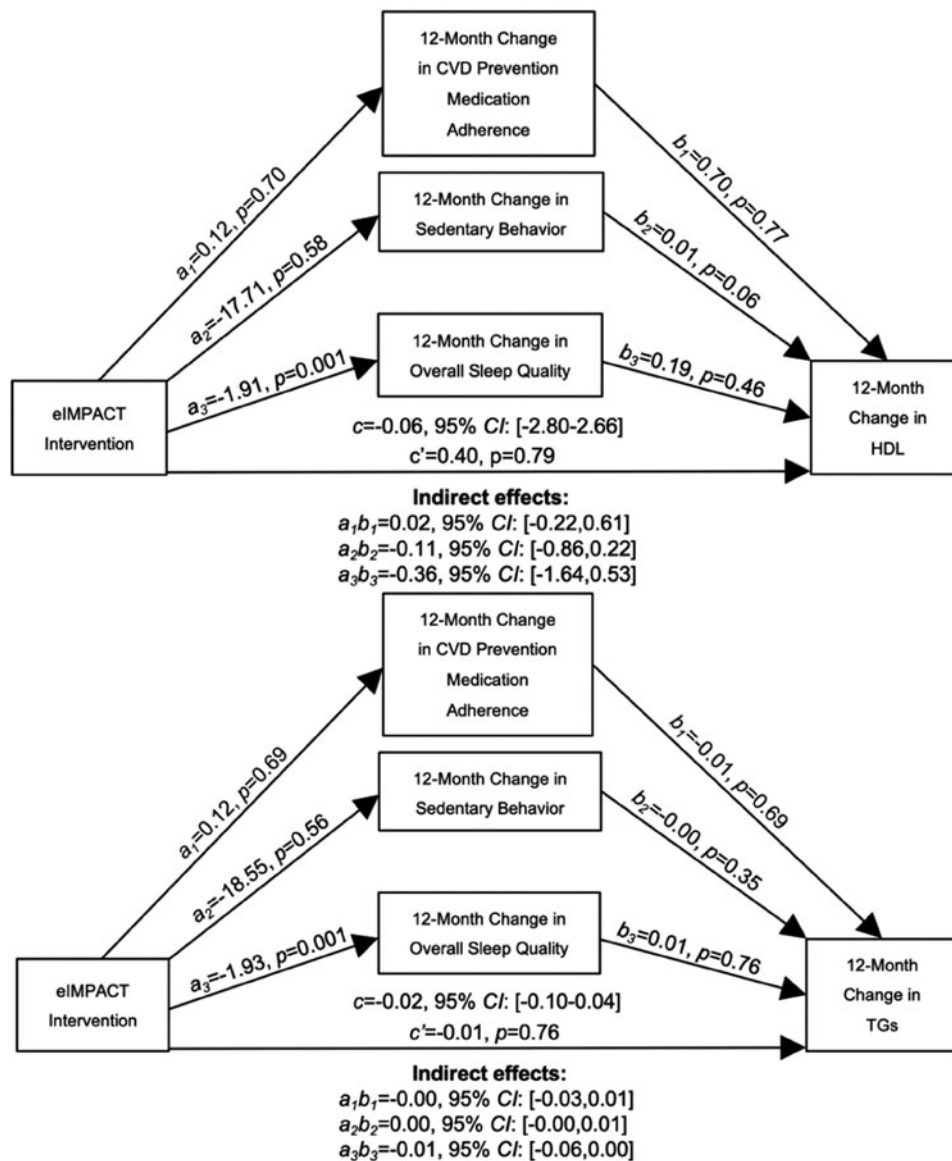 12-Month Change
in CVD Prevention
Medication
Adherence
a₁=0.12, p=0.70
b₁=0.70, p=0.77
12-Month Change in
Sedentary Behavior
a₂=-17.71, p=0.58
b₂=0.01, p=0.06
12-Month Change in
Overall Sleep Quality
a₃=-1.91, p=0.001
b₃=0.19, p=0.46
eIMPACT
Intervention
12-Month
Change in
HDL
c=-0.06, 95% CI: [-2.80-2.66]
c'=0.40, p=0.79
Indirect effects:
a₁b₁=0.02, 95% CI: [-0.22,0.61]
a₂b₂=-0.11, 95% CI: [-0.86,0.22]
a₃b₃=-0.36, 95% CI: [-1.64,0.53]
12-Month Change
in CVD Prevention
Medication
Adherence
a₁=0.12, p=0.69
b₁=-0.01, p=0.69
12-Month Change in
Sedentary Behavior
a₂=-18.55, p=0.56
b₂=-0.00, p=0.35
12-Month Change in
Overall Sleep Quality
a₃=-1.93, p=0.001
b₃=0.01, p=0.76
eIMPACT
Intervention
12-Month
Change in
TGs
c=-0.02, 95% CI: [-0.10-0.04]
c'=-0.01, p=0.76
Indirect effects:
a₁b₁=-0.00, 95% CI: [-0.03,0.01]
a₂b₂=0.00, 95% CI: [-0.00,0.01]
a₃b₃=-0.01, 95% CI: [-0.06,0.00]